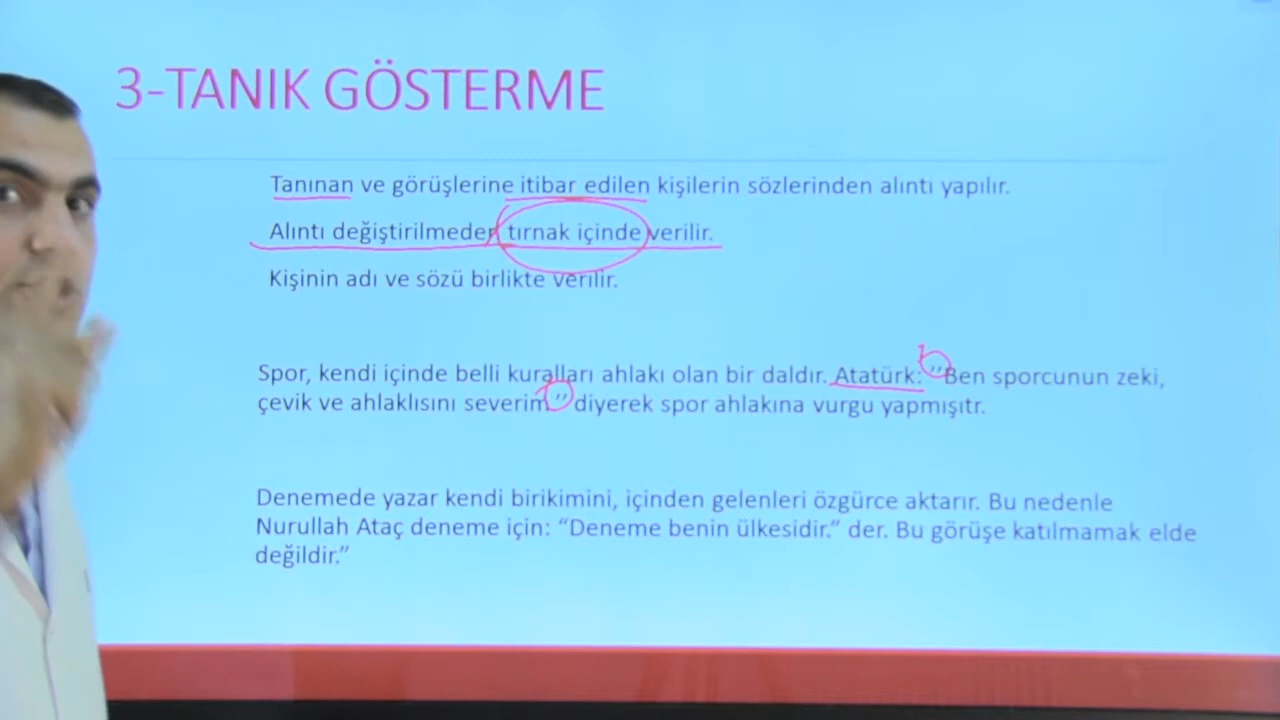 3-TANIK GÖSTERME
Tanınan ve görüşlerine itibar edilen kişilerin sözlerinden alıntı yapılır.
Alıntı değiştirilmeden tırnak içinde verilir.
Kişinin adı ve sözü birlikte verilir.
Spor, kendi içinde belli kuralları ahlakı olan bir daldır. Atatürk: "Ben sporcunun zeki,
çevik ve ahlaklısını severim." diyerek spor ahlakına vurgu yapmışıtr.
Denemede yazar kendi birikimini, içinden gelenleri özgürce aktarır. Bu nedenle
Nurullah Ataç deneme için: “Deneme benin ülkesidir.” der. Bu görüşe katılmamak elde
değildir.”